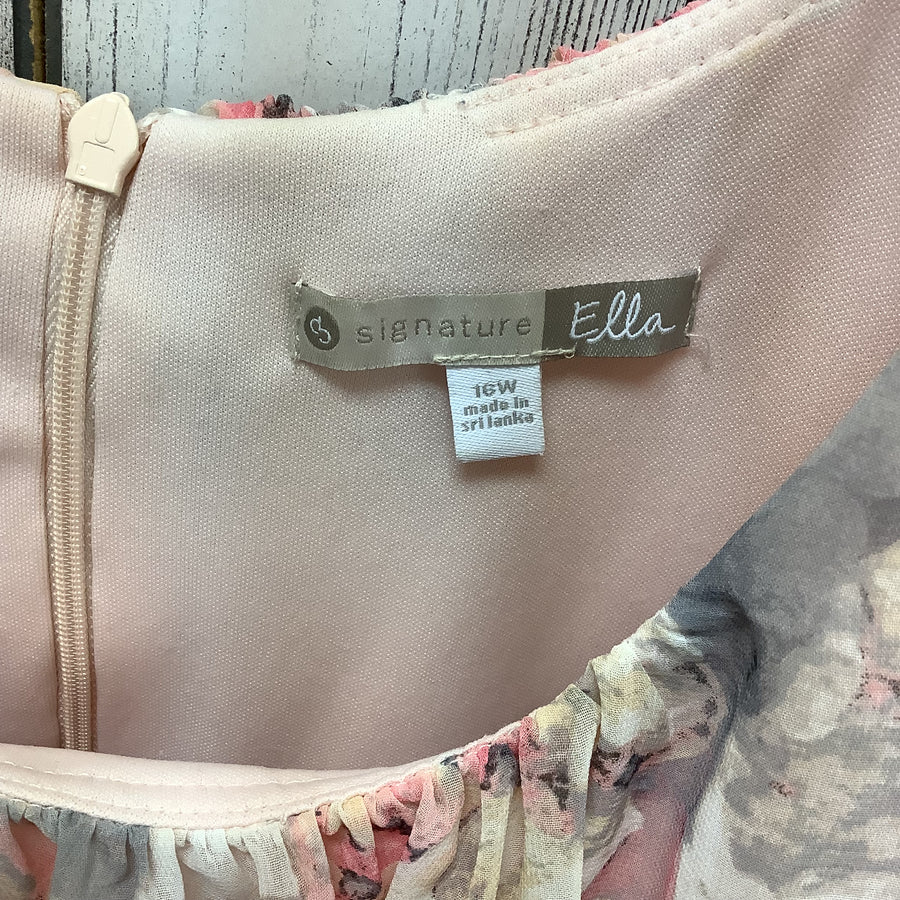 S signature Ella
16W
made in
sri lanka